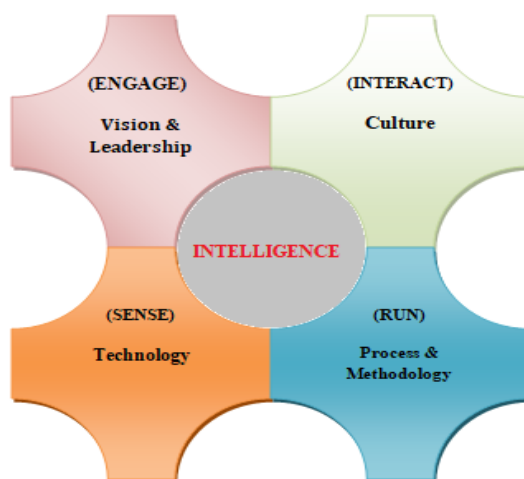 (ENGAGE)
Vision &
Leadership
(INTERACT)
Culture
INTELLIGENCE
(SENSE)
Technology
(RUN)
Process &
Methodology